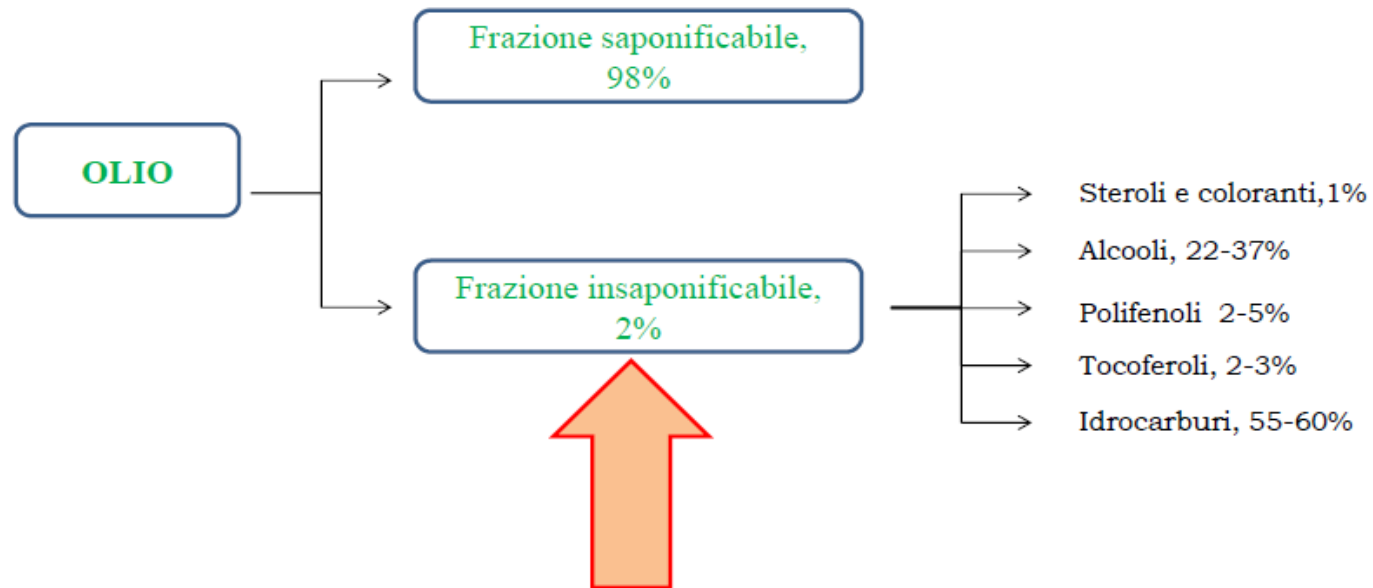 OLIO
Frazione saponificabile,
98%
Frazione insaponificabile,
2%
Steroli e coloranti,1%
Alcooli, 22-37%
Polifenoli  2-5%
Tocoferoli, 2-3%
Idrocarburi, 55-60%